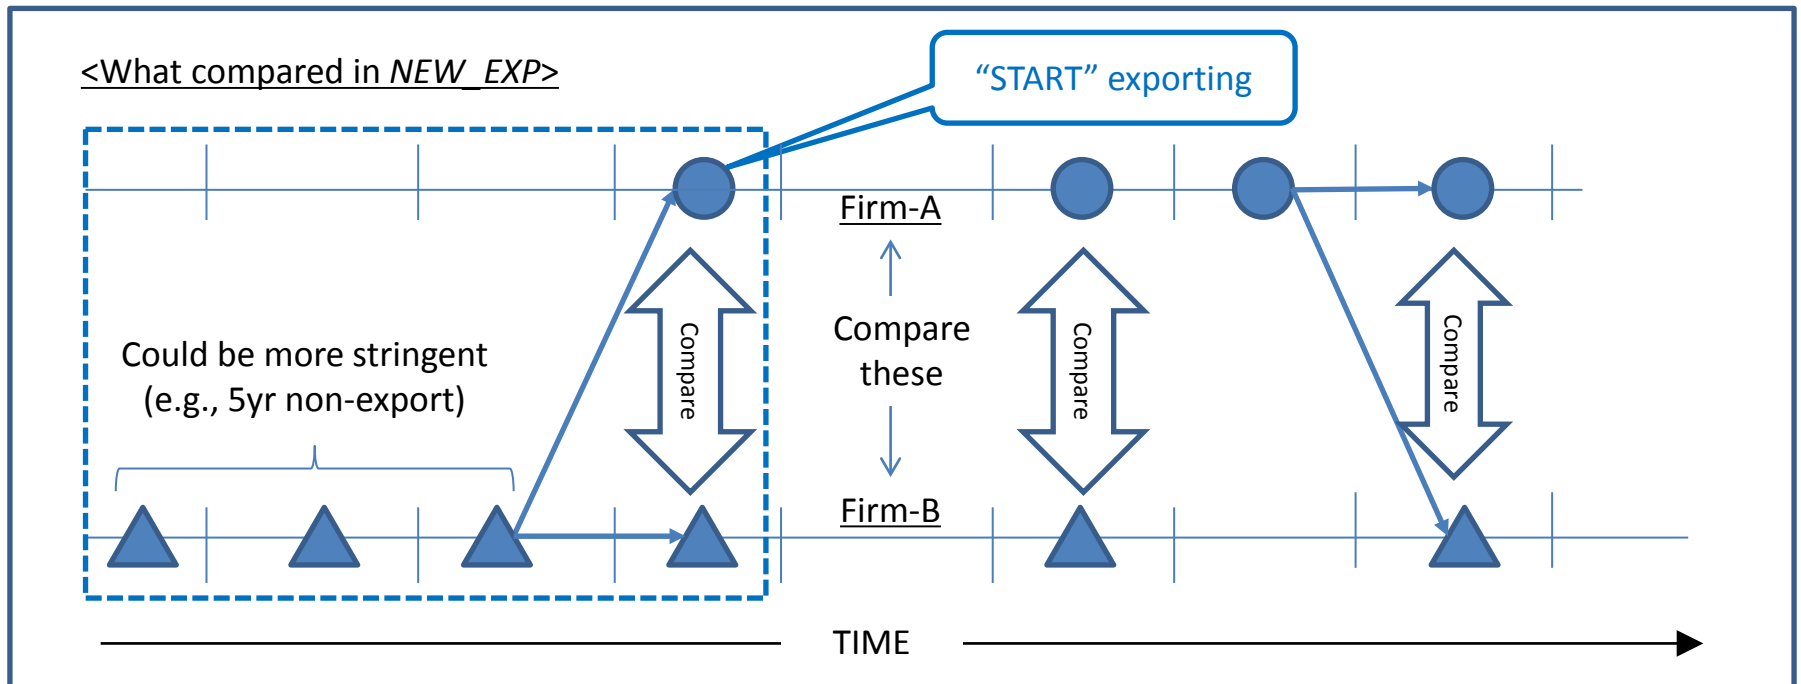 <What compared in NEW_EXP>
“START” exporting
Firm-A
Compare
these
Firm-B
Could be more stringent
(e.g., 5yr non-export)
Compare
Compare
Compare
TIME